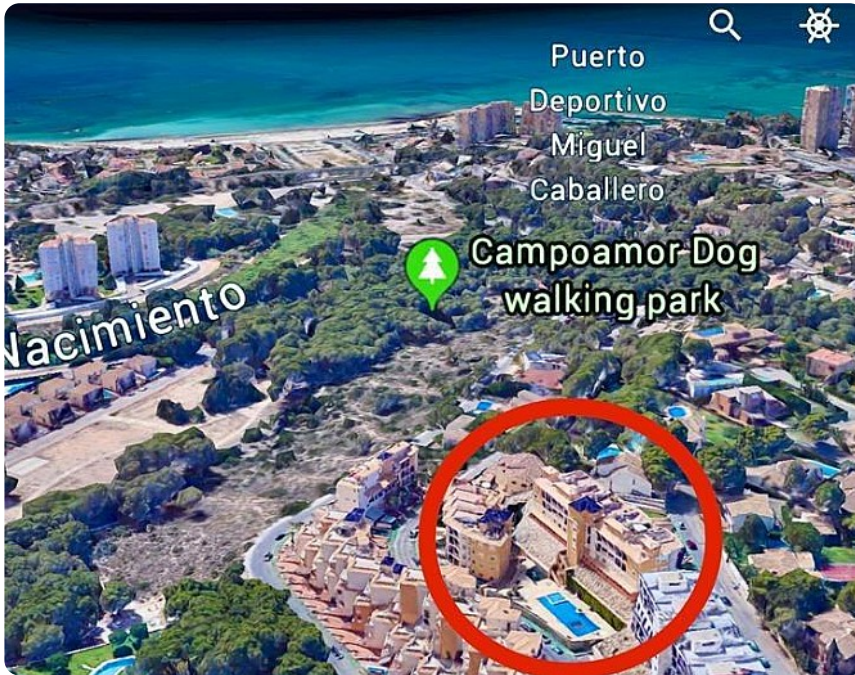 Puerto
Deportivo
Miguel
Caballero
Campoamor Dog
walking park
Nacimiento